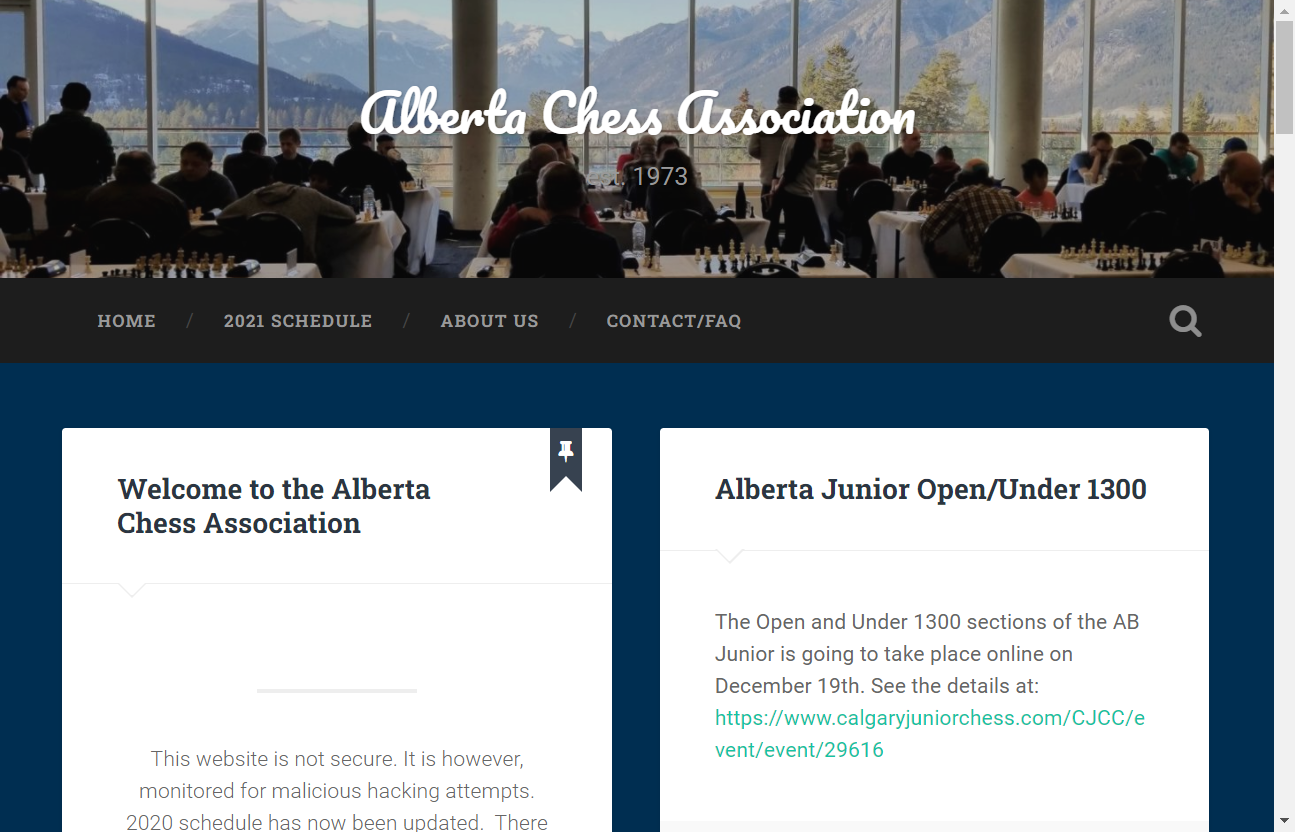 Alberta Chess Association
1973
HOME / 2021 SCHEDULE / ABOUT US / CONTACT/FAQ
Welcome to the Alberta
Chess Association
This website is not secure. It is however,
monitored for malicious hacking attempts.
2020 schedule has now been updated.  There
Alberta Junior Open/Under 1300
The Open and Under 1300 sections of the AB
Junior is going to take place online on
December 19th. See the details at:
https://www.calgaryjuniorchess.com/CJCC/e
vent/event/29616